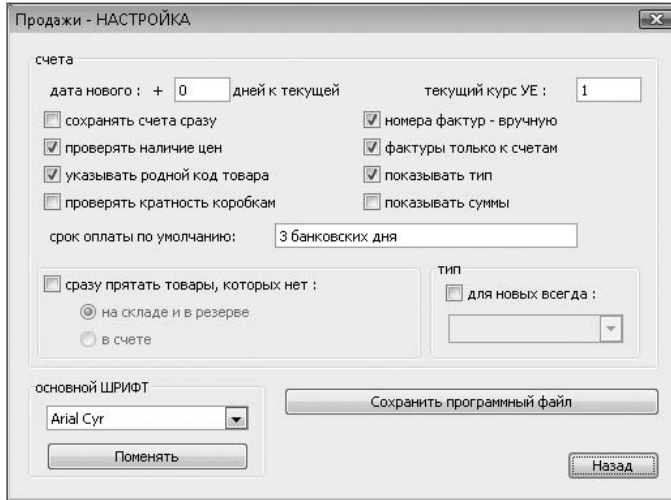 Продажи - НАСТРОЙКА
счета
дата нового : + 0 дней к текущей текущий курс УЕ : 1
сохранять счета сразу номера фактур - вручную
проверять наличие цен фактуры только к счетам
указывать родной код товара показывать тип
проверять кратность коробкам показывать суммы
срок оплаты по умолчанию: 3 банковских дня
сразу прятать товары, которых нет :
на складе и в резерве
в счете
тип
для новых всегда :
основной ШРИФТ
Arial Cyr
Поменять
Сохранить программный файл
Назад